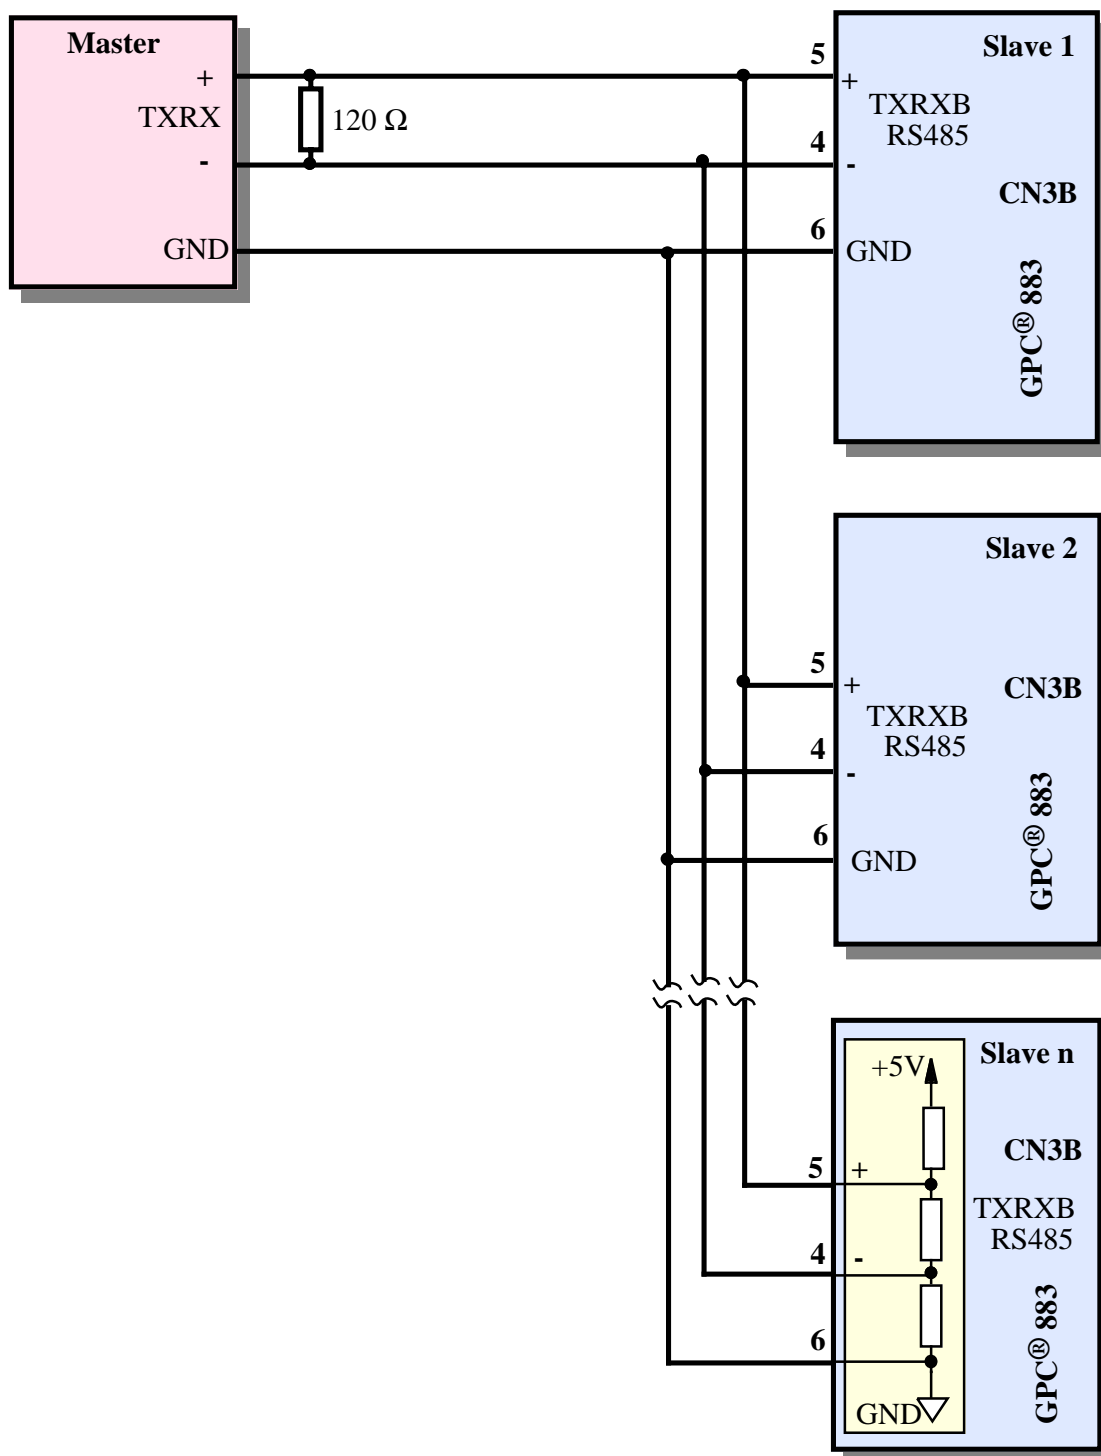 Master
+
TXRX
-
GND
120 Ω
Slave 1
5
+
TXRXB
RS485
4
-
CN3B
6
GND
GPC® 883
Slave 2
5
+
CN3B
TXRXB
RS485
4
-
6
GND
GPC® 883
Slave n
+5V
CN3B
5
+
TXRXB
RS485
4
-
6
GND
GPC® 883